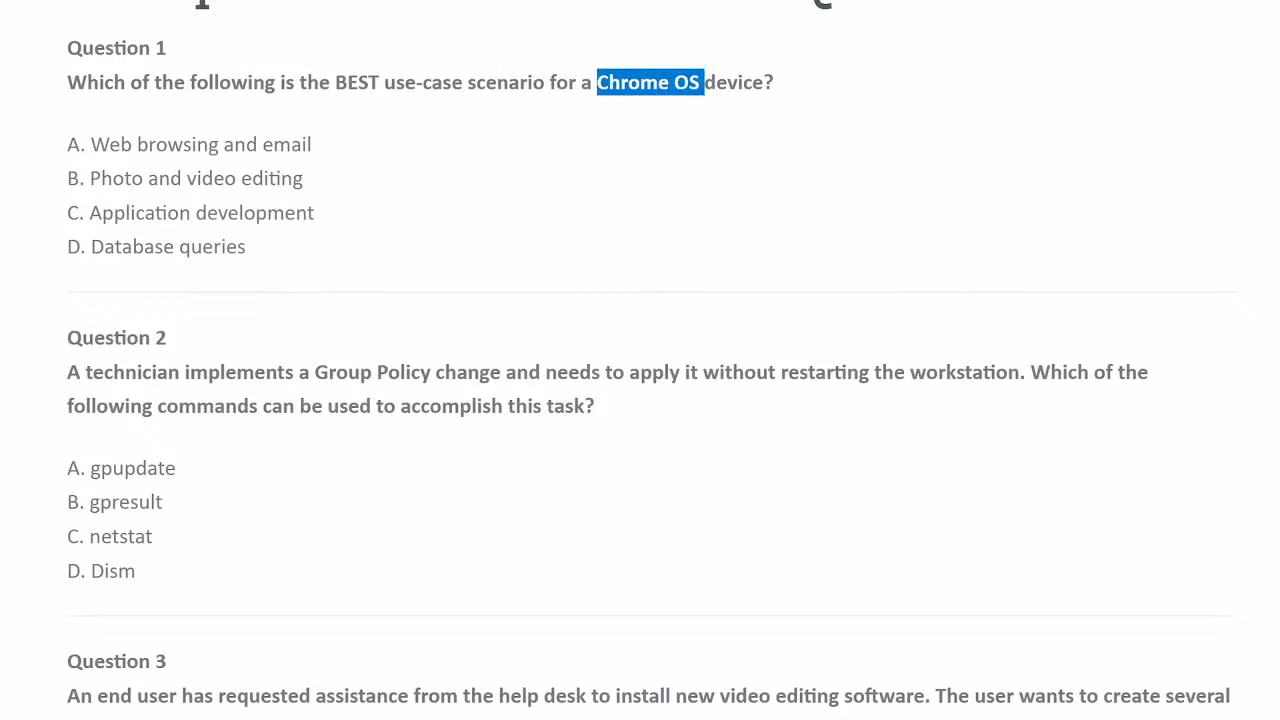 Question 1
Which of the following is the BEST use-case scenario for a Chrome OS device?
A. Web browsing and email
B. Photo and video editing
C. Application development
D. Database queries
Question 2
A technician implements a Group Policy change and needs to apply it without restarting the workstation. Which of the
following commands can be used to accomplish this task?
A. gpupdate
B. gpresult
C. netstat
D. Dism
Question 3
An end user has requested assistance from the help desk to install new video editing software. The user wants to create several